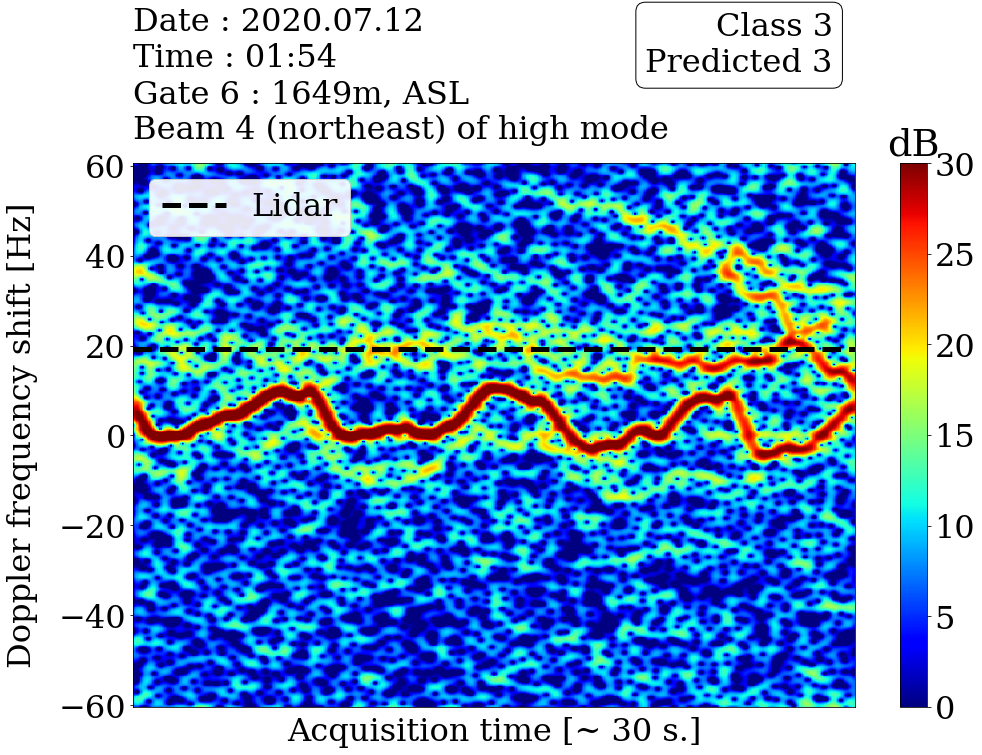 Date : 2020.07.12
Time : 01:54
Gate 6 : 1649m, ASL
Beam 4 (northeast) of high mode
Class 3
Predicted 3
dB
Lidar
Doppler frequency shift [Hz]
60
40
20
0
−20
−40
−60
30
25
20
15
10
5
0
Acquisition time [~ 30 s.]